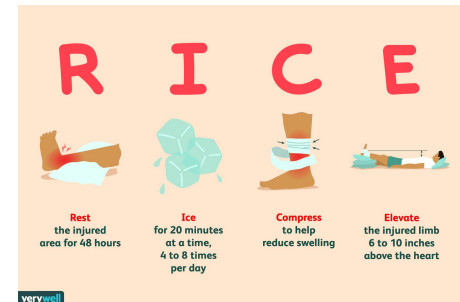 R I C E
Rest
the injured
area for 48 hours
Ice
for 20 minutes
at a time,
4 to 8 times
per day
Compress
to help
reduce swelling
Elevate
the injured limb
6 to 10 inches
above the heart
verywell